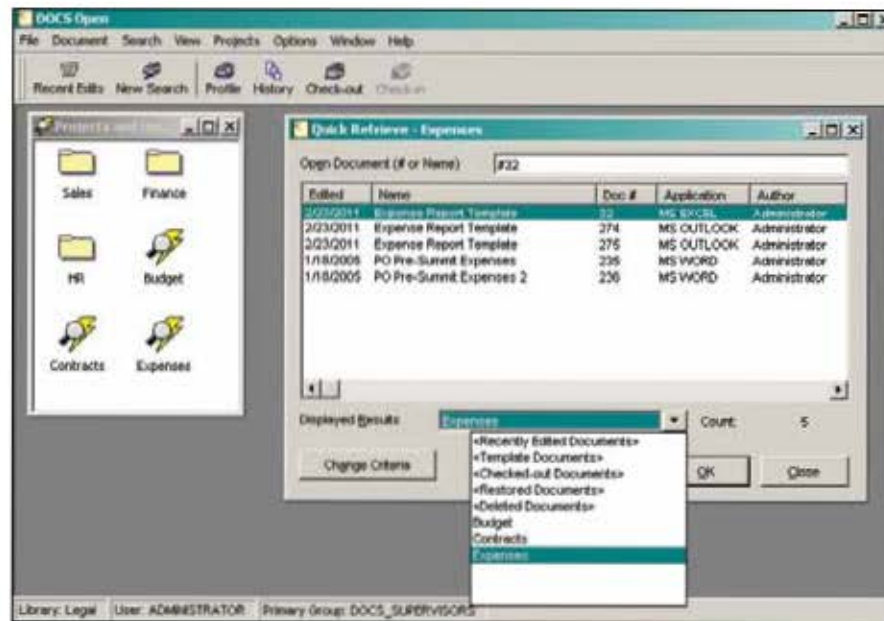 DOCS Open
File Document Search View Projects Options Window Help
Recent Edits New Search Profile History Check-out Check-in
Sales Finance
HR Budget
Contracts Expenses
Quick Retrieve - Expenses
Open Document (# or Name) #32
Edited Name Doc # Application Author
2/23/2011 Expense Report Template 32 MS EXCEL Administrator
2/23/2011 Expense Report Template 274 MS OUTLOOK Administrator
2/23/2011 Expense Report Template 275 MS OUTLOOK Administrator
1/18/2005 PO Pre-Summit Expenses 235 MS WORD Administrator
1/18/2005 PO Pre-Summit Expenses 2 236 MS WORD Administrator
Displayed Results Expenses Count: 5
<Recently Edited Documents>
<Template Documents>
<Checked-out Documents>
<Restored Documents>
<Deleted Documents>
Budget
Contracts
Expenses
Change Criteria OK Close
Library: Legal User: ADMINISTRATOR Primary Group: DOCS_SUPERVISORS